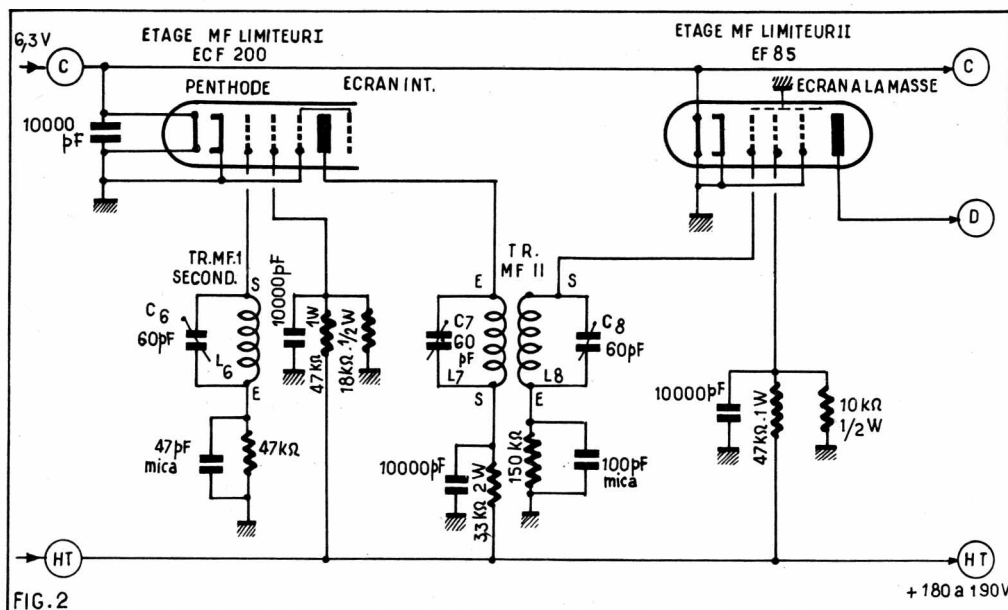 ETAGE MF LIMITEUR I
ECF 200
ETAGE MF LIMITEUR II
EF 85
6,3 V
C
C
PENTHODE
ECRAN INT.
ECRAN A LA MASSE
10000
pF
D
TR.MF.1
SECOND.
S
C6
60pF
L6
E
47pF
mica
47kΩ
10000pF
47kΩ 1W
18kΩ.1/2W
T R.
MF II
E
S
C7
60
pF
L7
S
C8
60pF
L8
E
10000pF
3,3kΩ 2W
150kΩ
100pF
mica
10000pF
47kΩ.1W
10kΩ
1/2W
HT
HT
+180 a 190V
FIG.2